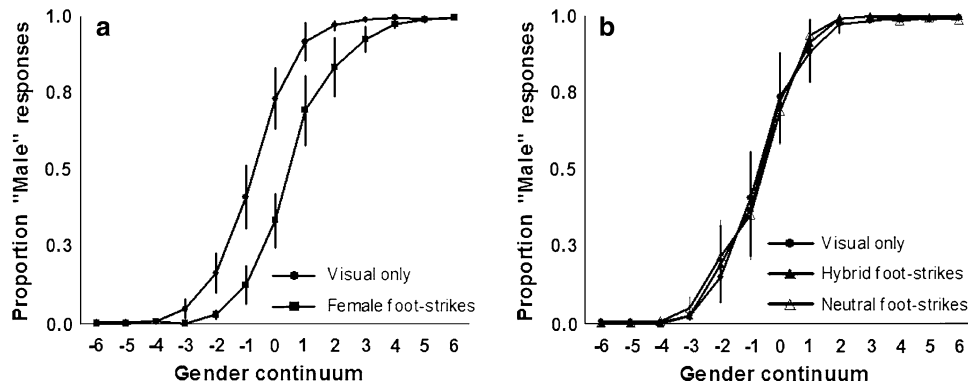 a
Proportion "Male" responses
1.0
0.8
0.5
0.3
0.0
Visual only
Female foot-strikes
-6 -5 -4 -3 -2 -1 0 1 2 3 4 5 6
Gender continuum
b
Proportion "Male" responses
1.0
0.8
0.5
0.3
0.0
Visual only
Hybrid foot-strikes
Neutral foot-strikes
-6 -5 -4 -3 -2 -1 0 1 2 3 4 5 6
Gender continuum